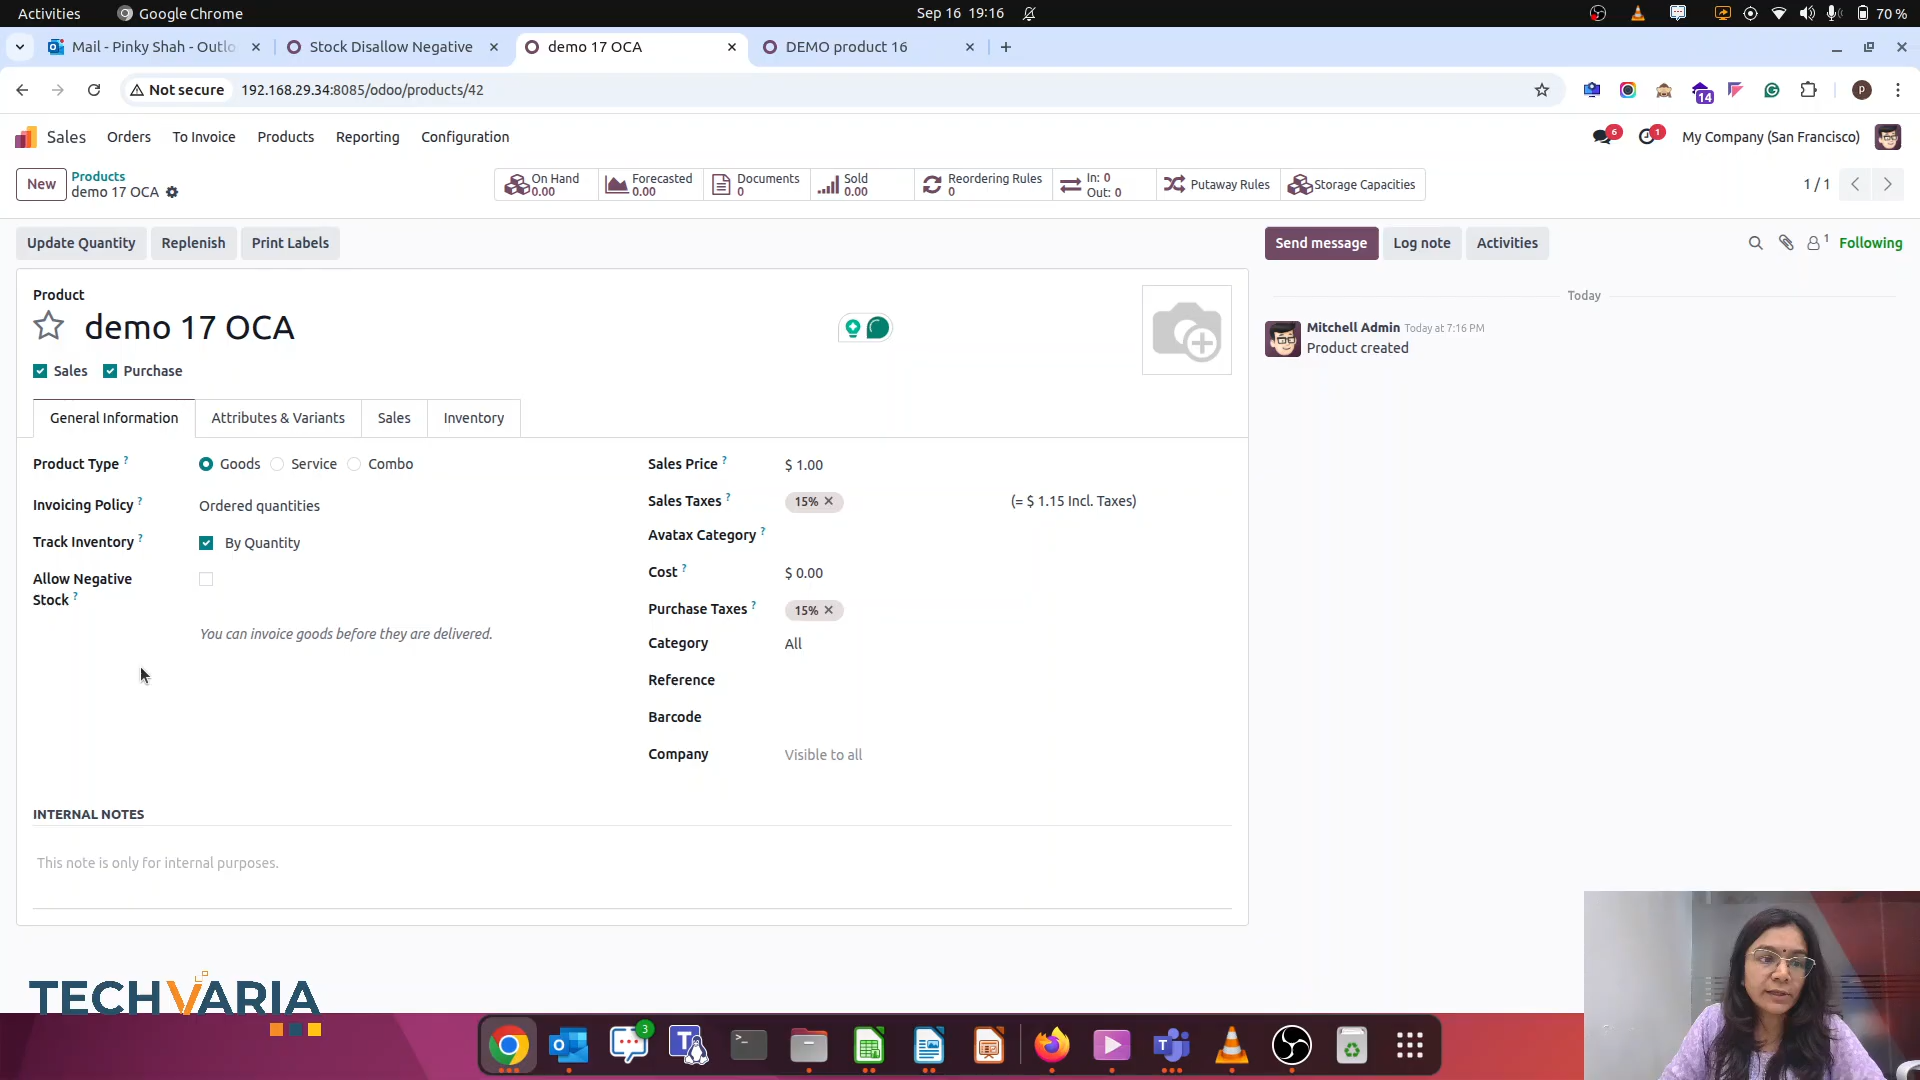 Activities
Google Chrome
Sep 16 19:16
70 %
Mail - Pinky Shah - Outlo
Stock Disallow Negative
demo 17 OCA
DEMO product 16
Not secure
192.168.29.34:8085/odoo/products/42
14
P
Sales
Orders
To Invoice
Products
Reporting
Configuration
6
1
My Company (San Francisco)
New
Products
demo 17 OCA
On Hand
0.00
Forecasted
0.00
Documents
0
Sold
0.00
Reordering Rules
0
In: 0
Out: 0
Putaway Rules
Storage Capacities
1 / 1
Update Quantity
Replenish
Print Labels
Send message
Log note
Activities
1
Following
Product
demo 17 OCA
Sales
Purchase
Today
Mitchell Admin Today at 7:16 PM
Product created
General Information
Attributes & Variants
Sales
Inventory
Product Type ?
Goods
Service
Combo
Invoicing Policy ?
Ordered quantities
Track Inventory ?
By Quantity
Allow Negative
Stock ?
You can invoice goods before they are delivered.
Sales Price ?
$ 1.00
Sales Taxes ?
15%
(= $ 1.15 Incl. Taxes)
Avatax Category ?
Cost ?
$ 0.00
Purchase Taxes ?
15%
Category
All
Reference
Barcode
Company
Visible to all
INTERNAL NOTES
This note is only for internal purposes.
TECHVARIA
3